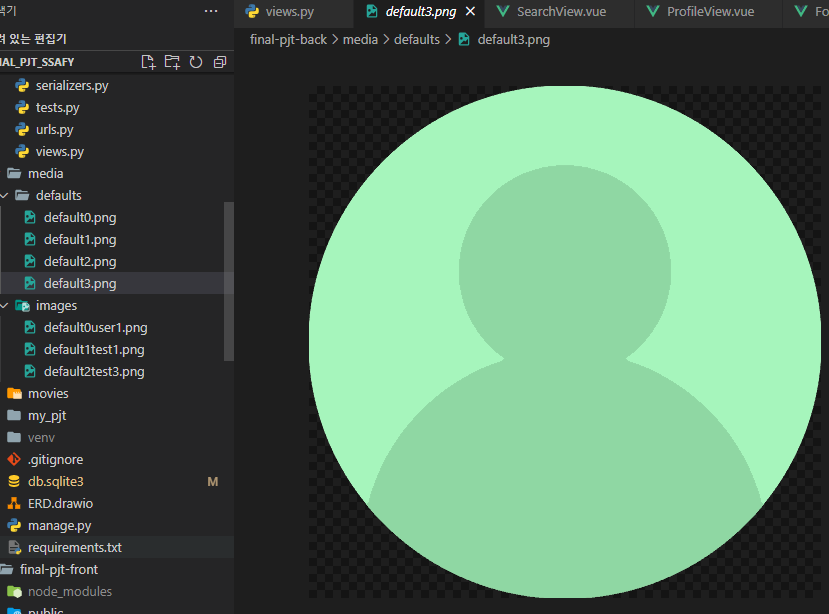 색기
···
views.py
default3.png
SearchView.vue
ProfileView.vue
Fo
려 있는 편집기
final-pjt-back > media > defaults > default3.png
NAL_PJT_SSAFY
serializers.py
tests.py
urls.py
views.py
media
defaults
default0.png
default1.png
default2.png
default3.png
images
default0user1.png
default1test1.png
default2test3.png
movies
my_pjt
venv
.gitignore
db.sqlite3 M
ERD.drawio
manage.py
requirements.txt
final-pjt-front
node_modules
public